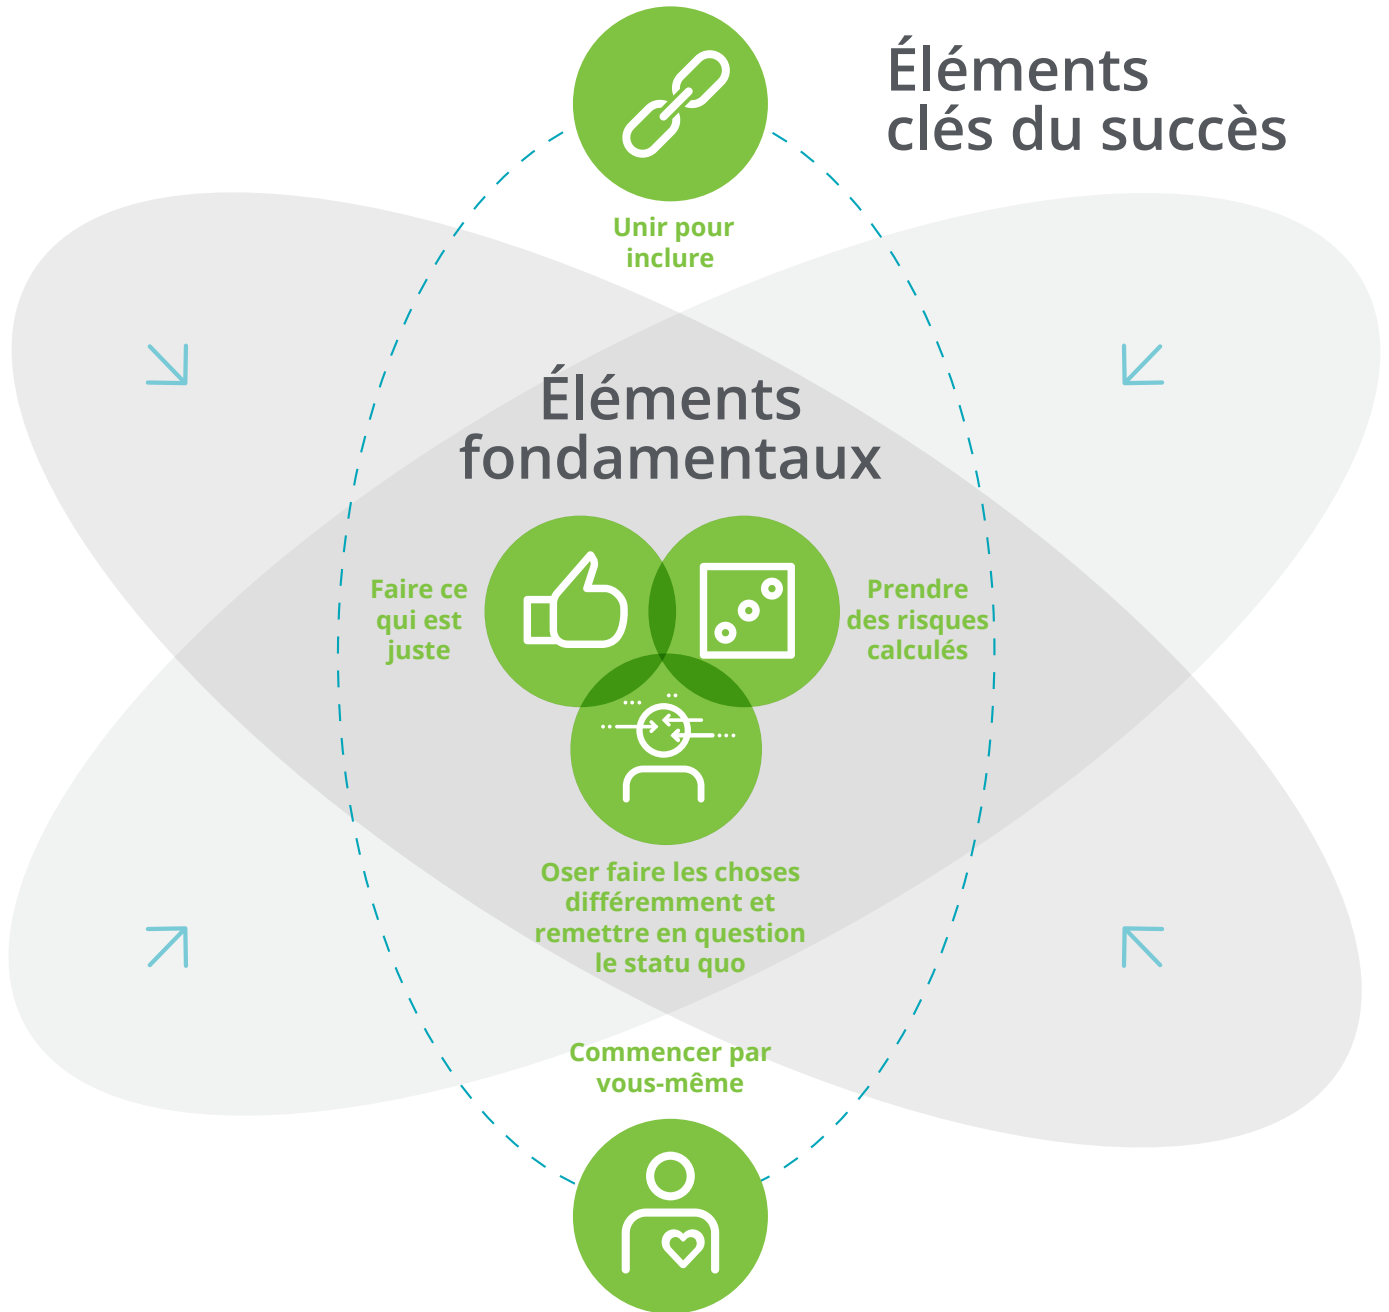 Éléments
clés du succès
Unir pour
inclure
Éléments
fondamentaux
Faire ce
qui est
juste
Prendre
des risques
calculés
Oser faire les choses
différemment et
remettre en question
le statu quo
Commencer par
vous-même